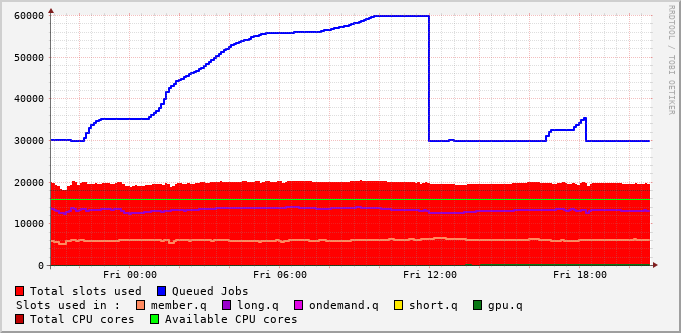 60000
50000
40000
30000
20000
10000
0
Fri 00:00 Fri 06:00 Fri 12:00 Fri 18:00
RRDTOOL / TOBI OETIKER
Total slots used Queued Jobs
Slots used in : member.q long.q ondemand.q short.q gpu.q
Total CPU cores Available CPU cores